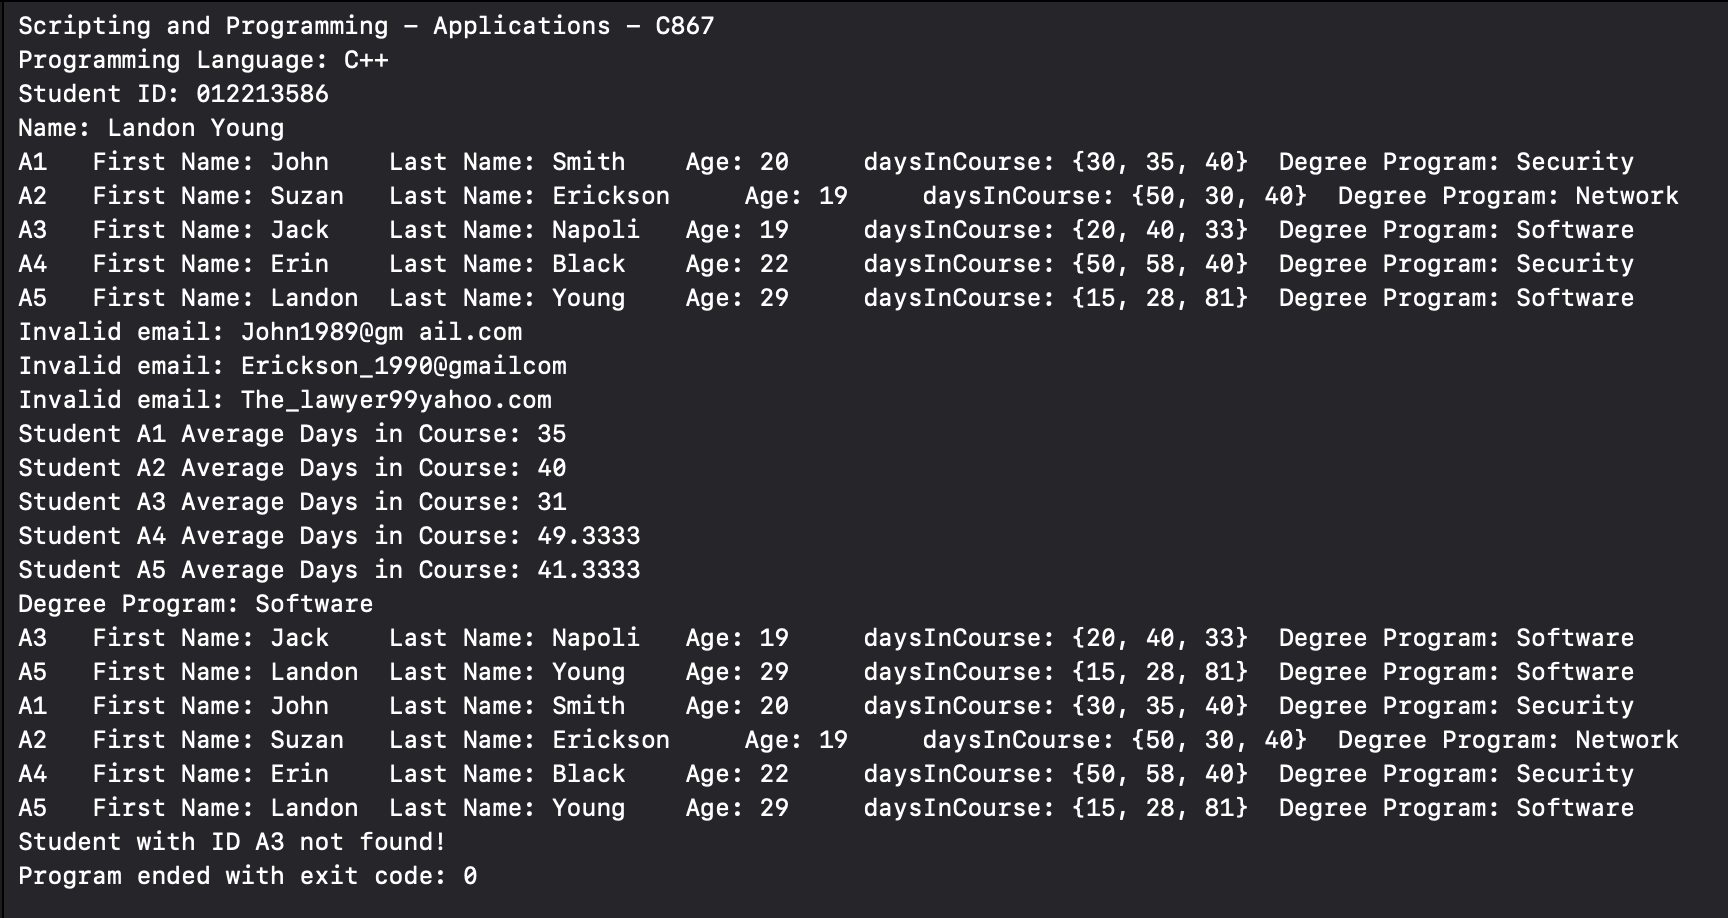 Scripting and Programming – Applications – C867
Programming Language: C++
Student ID: 012213586
Name: Landon Young
A1 First Name: John Last Name: Smith Age: 20 daysInCourse: {30, 35, 40} Degree Program: Security
A2 First Name: Suzan Last Name: Erickson Age: 19 daysInCourse: {50, 30, 40} Degree Program: Network
A3 First Name: Jack Last Name: Napoli Age: 19 daysInCourse: {20, 40, 33} Degree Program: Software
A4 First Name: Erin Last Name: Black Age: 22 daysInCourse: {50, 58, 40} Degree Program: Security
A5 First Name: Landon Last Name: Young Age: 29 daysInCourse: {15, 28, 81} Degree Program: Software
Invalid email: John1989@gm ail.com
Invalid email: Erickson_1990@gmailcom
Invalid email: The_lawyer99yahoo.com
Student A1 Average Days in Course: 35
Student A2 Average Days in Course: 40
Student A3 Average Days in Course: 31
Student A4 Average Days in Course: 49.3333
Student A5 Average Days in Course: 41.3333
Degree Program: Software
A3 First Name: Jack Last Name: Napoli Age: 19 daysInCourse: {20, 40, 33} Degree Program: Software
A5 First Name: Landon Last Name: Young Age: 29 daysInCourse: {15, 28, 81} Degree Program: Software
A1 First Name: John Last Name: Smith Age: 20 daysInCourse: {30, 35, 40} Degree Program: Security
A2 First Name: Suzan Last Name: Erickson Age: 19 daysInCourse: {50, 30, 40} Degree Program: Network
A4 First Name: Erin Last Name: Black Age: 22 daysInCourse: {50, 58, 40} Degree Program: Security
A5 First Name: Landon Last Name: Young Age: 29 daysInCourse: {15, 28, 81} Degree Program: Software
Student with ID A3 not found!
Program ended with exit code: 0